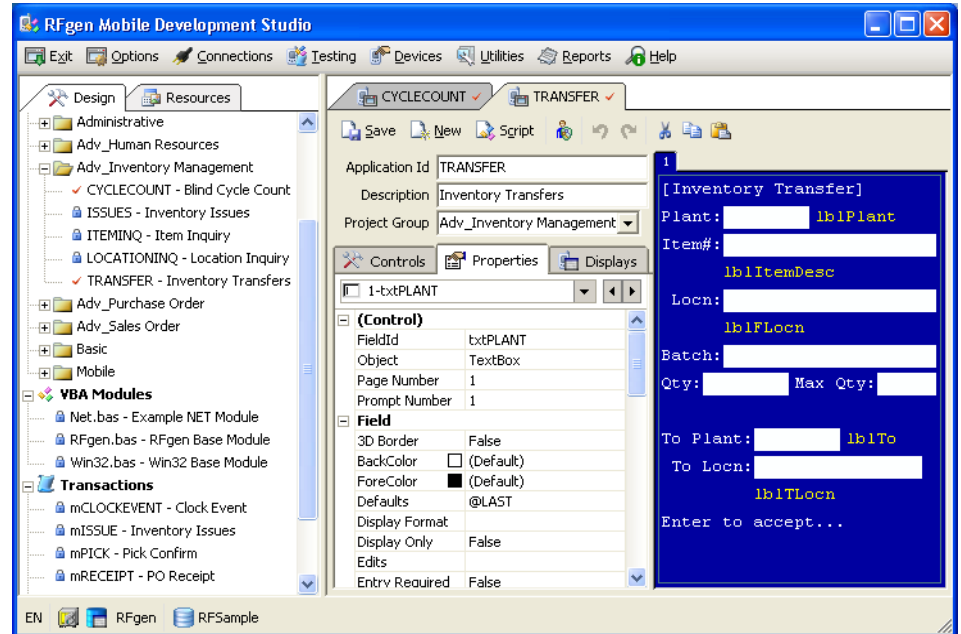 RFgen Mobile Development Studio
Exit Options Connections Testing Devices Utilities Reports Help
Design Resources
Administrative
Adv_Human Resources
Adv_Inventory Management
CYCLECOUNT - Blind Cycle Count
ISSUES - Inventory Issues
ITEMINQ - Item Inquiry
LOCATIONINQ - Location Inquiry
TRANSFER - Inventory Transfers
Adv_Purchase Order
Adv_Sales Order
Basic
Mobile
VBA Modules
Net.bas - Example NET Module
RFgen.bas - RFgen Base Module
Win32.bas - Win32 Base Module
Transactions
mCLOCKEVENT - Clock Event
mISSUE - Inventory Issues
mPICK - Pick Confirm
mRECEIPT - PO Receipt
CYCLECOUNT TRANSFER
Save New Script
Application Id TRANSFER
Description Inventory Transfers
Project Group Adv_Inventory Management
Controls Properties Displays
1-txtPLANT
(Control)
FieldId txtPLANT
Object TextBox
Page Number 1
Prompt Number 1
Field
3D Border False
BackColor (Default)
ForeColor (Default)
Defaults @LAST
Display Format
Display Only False
Edits
Entry Required False
1
[Inventory Transfer]
Plant: lblPlant
Item#:
lblItemDesc
Locn:
lblFLocn
Batch:
Qty: Max Qty:
To Plant: lblTo
To Locn:
lblTLocn
Enter to accept...
EN RFgen RFSample